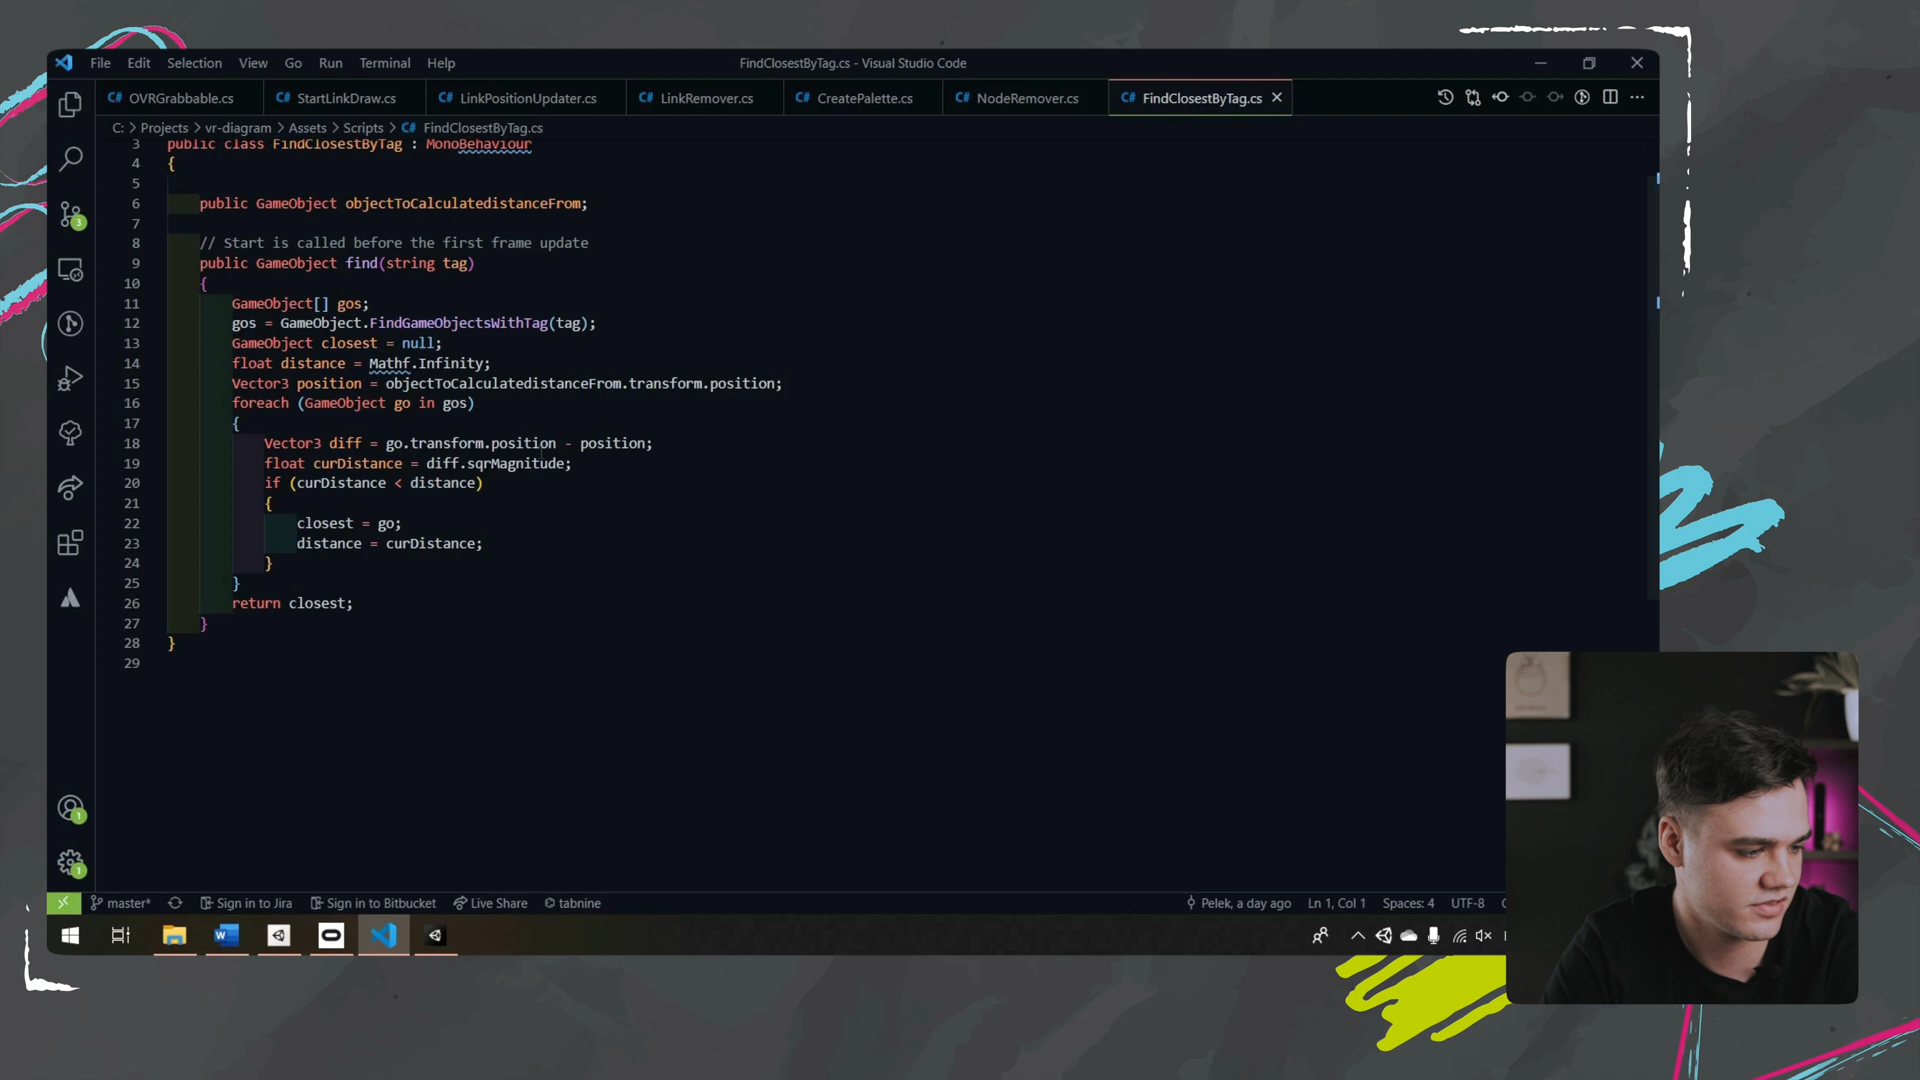 File Edit Selection View Go Run Terminal Help
FindClosestByTag.cs - Visual Studio Code
C# OVRGrabbable.cs C# StartLinkDraw.cs C# LinkPositionUpdater.cs C# LinkRemover.cs C# CreatePalette.cs C# NodeRemover.cs C# FindClosestByTag.cs
C: > Projects > vr-diagram > Assets > Scripts > C# FindClosestByTag.cs
3 public class FindClosestByTag : MonoBehaviour
4 {
5
6 public GameObject objectToCalculatedistanceFrom;
7
8 // Start is called before the first frame update
9 public GameObject find(string tag)
10 {
11 GameObject[] gos;
12 gos = GameObject.FindGameObjectsWithTag(tag);
13 GameObject closest = null;
14 float distance = Mathf.Infinity;
15 Vector3 position = objectToCalculatedistanceFrom.transform.position;
16 foreach (GameObject go in gos)
17 {
18 Vector3 diff = go.transform.position - position;
19 float curDistance = diff.sqrMagnitude;
20 if (curDistance < distance)
21 {
22 closest = go;
23 distance = curDistance;
24 }
25 }
26 return closest;
27 }
28 }
29
3
1
1
master* Sign in to Jira Sign in to Bitbucket Live Share tabnine Pelek, a day ago Ln 1, Col 1 Spaces: 4 UTF-8
W